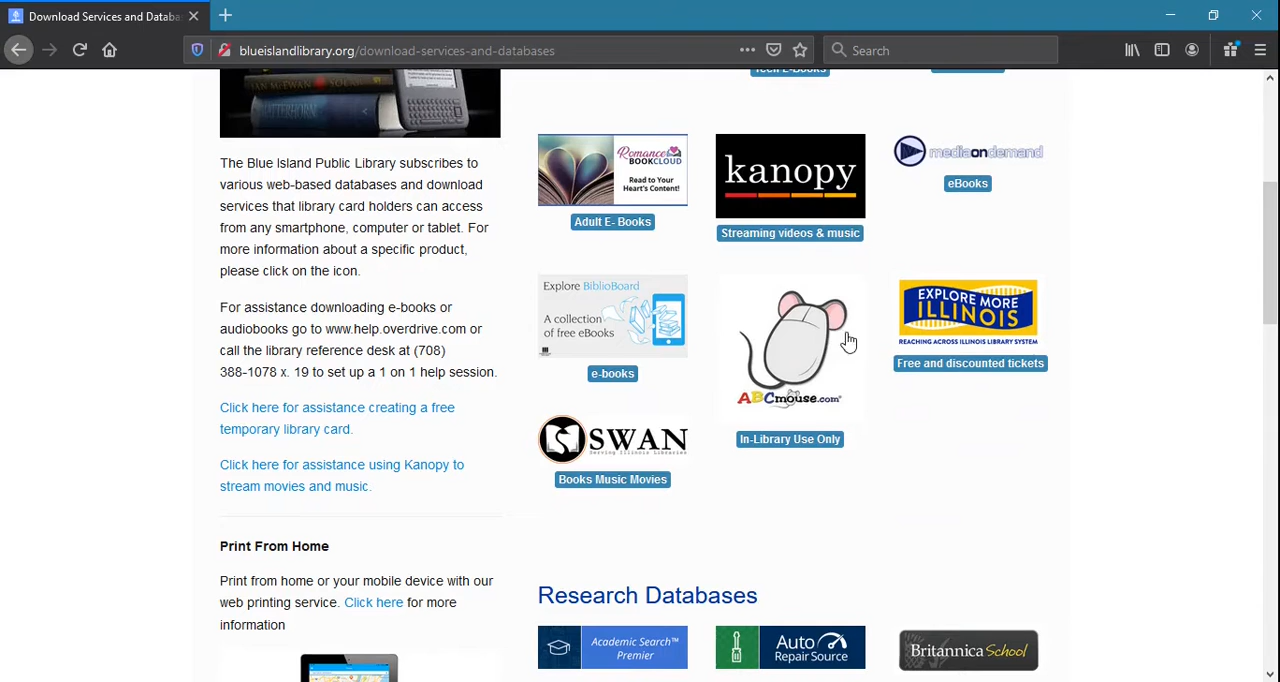 Download Services and Databa
blueislandlibrary.org/download-services-and-databases
Search
The Blue Island Public Library subscribes to
various web-based databases and download
services that library card holders can access
from any smartphone, computer or tablet. For
more information about a specific product,
please click on the icon.
For assistance downloading e-books or
audiobooks go to www.help.overdrive.com or
call the library reference desk at (708)
388-1078 x. 19 to set up a 1 on 1 help session.
Click here for assistance creating a free
temporary library card.
Click here for assistance using Kanopy to
stream movies and music.
Print From Home
Print from home or your mobile device with our
web printing service. Click here for more
information
Tech E-Books
Romance
BOOKCLOUD
Read to Your
Heart's Content!
Adult E- Books
kanopy
Streaming videos & music
mediaondemand
eBooks
Explore BiblioBoard
A collection
of free eBooks
e-books
ABCmouse.com®
In-Library Use Only
EXPLORE MORE
ILLINOIS
REACHING ACROSS ILLINOIS LIBRARY SYSTEM
Free and discounted tickets
SWAN
Serving Illinois Libraries
Books Music Movies
Research Databases
Academic Search™
Premier
Auto
Repair Source
Britannica School